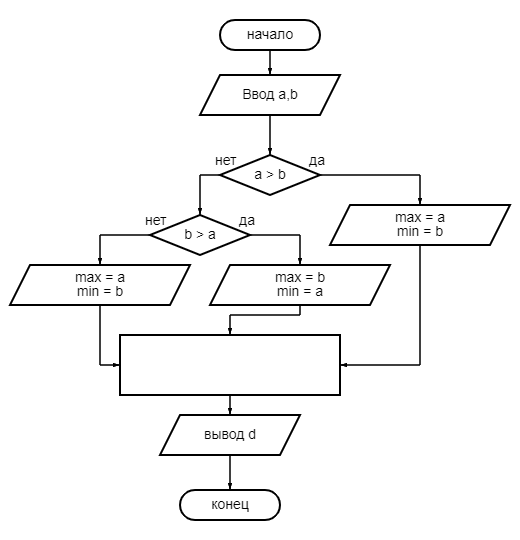 начало
Ввод a,b
нет
да
a > b
нет
да
b > a
max = a
min = b
max = a
min = b
max = b
min = a
вывод d
конец